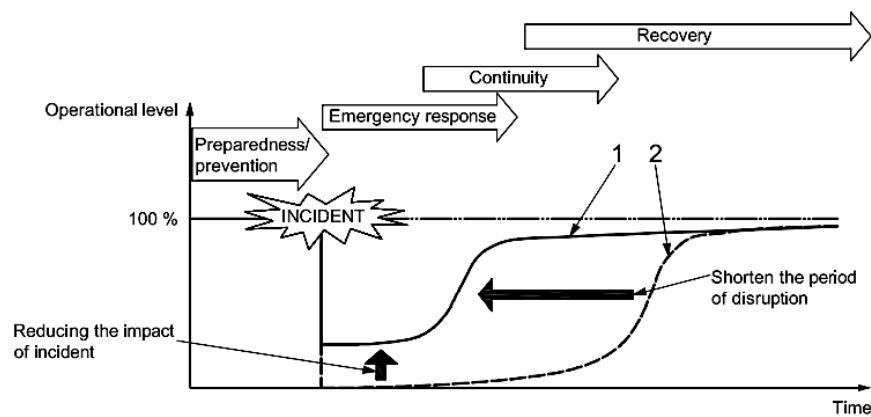 Recovery
Continuity
Operational level
Emergency response
Preparedness/
prevention
1
2
100 %
INCIDENT
Shorten the period
of disruption
Reducing the impact
of incident
Time